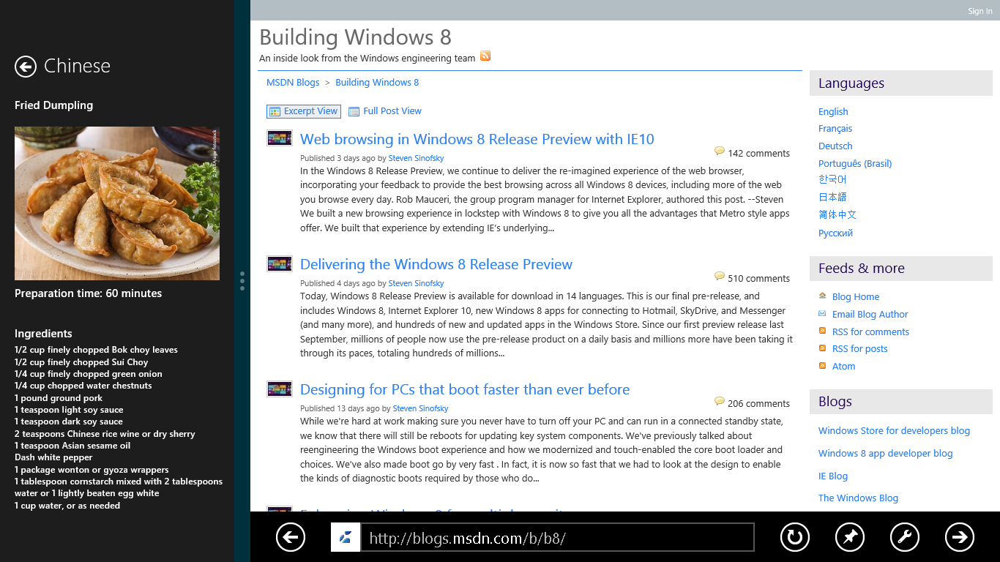 Chinese
Fried Dumpling
Preparation time: 60 minutes
Ingredients
1/2 cup finely chopped Bok choy leaves
1/2 cup finely chopped Sui Choy
1/4 cup finely chopped green onion
1/4 cup chopped water chestnuts
1 pound ground pork
1 teaspoon light soy sauce
1 teaspoon dark soy sauce
2 teaspoons Chinese rice wine or dry sherry
1 teaspoon Asian sesame oil
Dash white pepper
1 package wonton or gyoza wrappers
1 tablespoon cornstarch mixed with 2 tablespoons
water or 1 lightly beaten egg white
1 cup water, or as needed
Sign In
Building Windows 8
An inside look from the Windows engineering team
MSDN Blogs > Building Windows 8
Excerpt View Full Post View
Web browsing in Windows 8 Release Preview with IE10
142 comments
Published 3 days ago by Steven Sinofsky
In the Windows 8 Release Preview, we continue to deliver the re-imagined experience of the web browser,
incorporating your feedback to provide the best browsing across all Windows 8 devices, including more of the web
you browse every day. Rob Mauceri, the group program manager for Internet Explorer, authored this post. --Steven
We built a new browsing experience in lockstep with Windows 8 to give you all the advantages that Metro style apps
offer. We built that experience by extending IE's underlying...
Delivering the Windows 8 Release Preview
510 comments
Published 4 days ago by Steven Sinofsky
Today, Windows 8 Release Preview is available for download in 14 languages. This is our final pre-release, and
includes Windows 8, Internet Explorer 10, new Windows 8 apps for connecting to Hotmail, SkyDrive, and Messenger
(and many more), and hundreds of new and updated apps in the Windows Store. Since our first preview release last
September, millions of people now use the pre-release product on a daily basis and millions more have been taking it
through its paces, totaling hundreds of millions...
Designing for PCs that boot faster than ever before
206 comments
Published 13 days ago by Steven Sinofsky
While we're hard at work making sure you never have to turn off your PC and can run in a connected standby state,
we know that there will still be reboots for updating key system components. We've previously talked about
reengineering the Windows boot experience and how we modernized and touch-enabled the core boot loader and
choices. We've also made boot go by very fast . In fact, it is now so fast that we had to look at the design to enable
the kinds of diagnostic boots required by those who do...
Languages
English
Français
Deutsch
Português (Brasil)
한국어
日本語
简体中文
Русский
Feeds & more
Blog Home
Email Blog Author
RSS for comments
RSS for posts
Atom
Blogs
Windows Store for developers blog
Windows 8 app developer blog
IE Blog
The Windows Blog
http://blogs.msdn.com/b/b8/